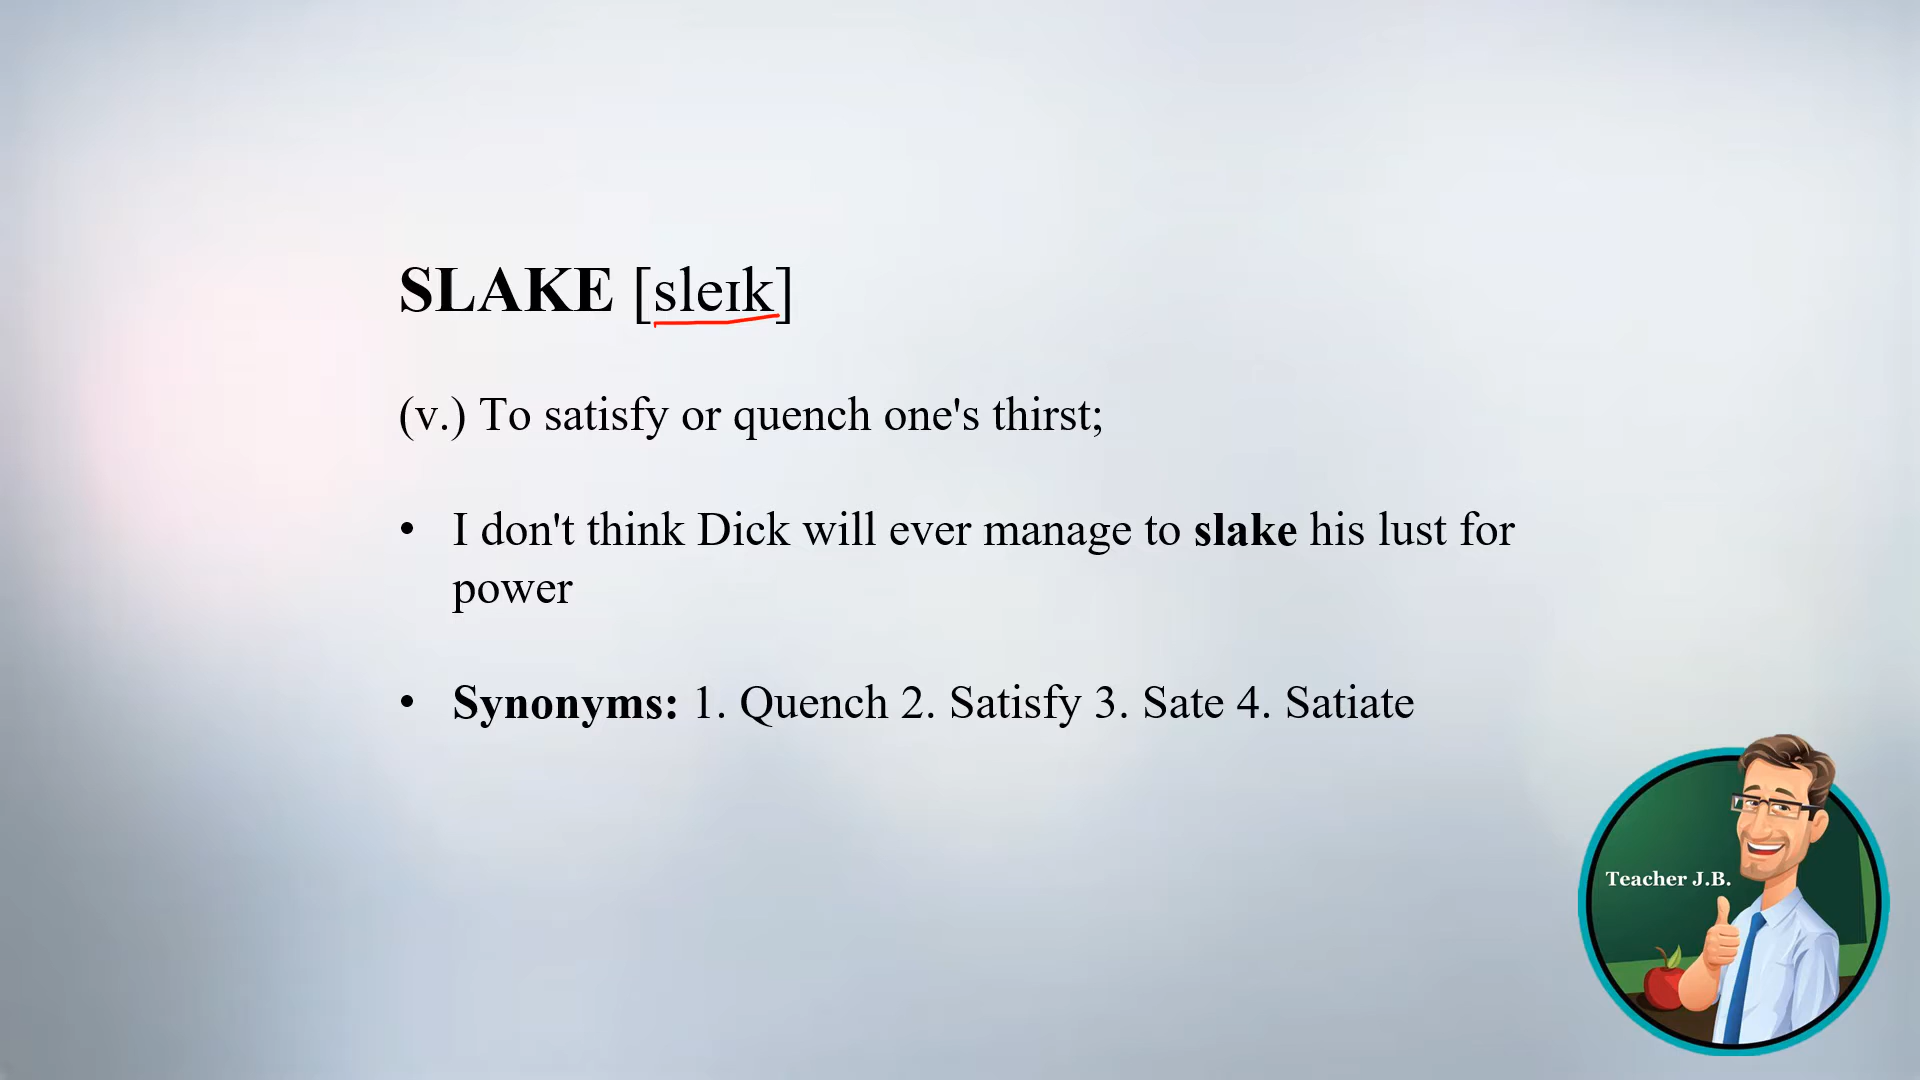 SLAKE [sleɪk]
(v.) To satisfy or quench one's thirst;
• I don't think Dick will ever manage to slake his lust for
power
• Synonyms: 1. Quench 2. Satisfy 3. Sate 4. Satiate
Teacher J.B.